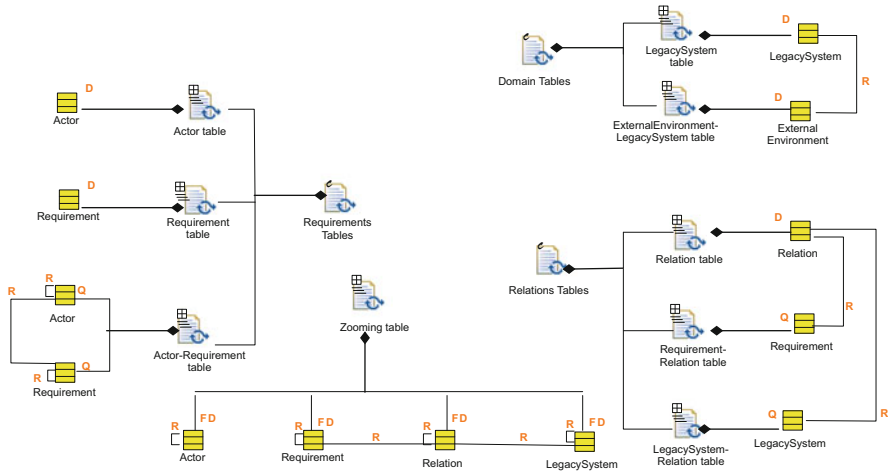 D
Actor
Actor table
D
Requirement
Requirement
table
Requirements
Tables
R
R
Q
Actor
R
Q
Requirement
Actor-Requirement
table
Zooming table
R
FD
Actor
R
FD
Requirement
R
R
FD
Relation
R
R
FD
LegacySystem
Domain Tables
LegacySystem
table
D
LegacySystem
R
ExternalEnvironment-
LegacySystem table
D
External
Environment
Relations Tables
Relation table
D
Relation
R
R
Requirement-
Relation table
Q
Requirement
LegacySystem-
Relation table
Q
LegacySystem